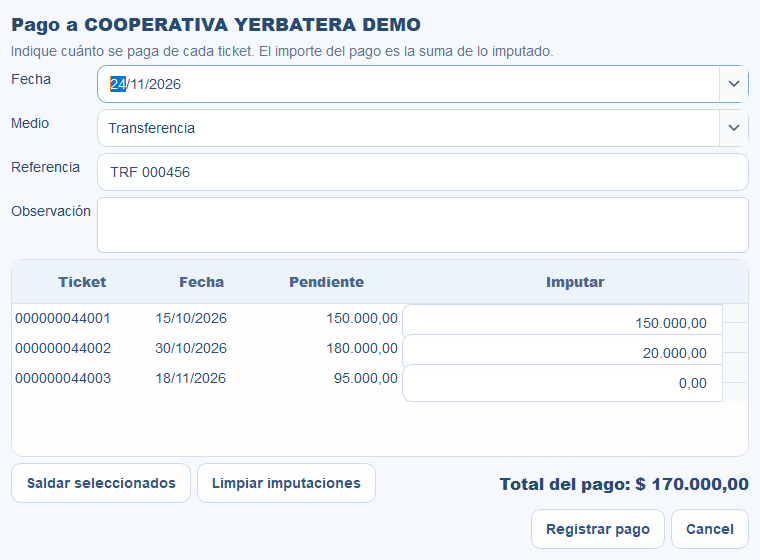 Pago a COOPERATIVA YERBATERA DEMO
Indique cuánto se paga de cada ticket. El importe del pago es la suma de lo imputado.
Fecha 24/11/2026
Medio Transferencia
Referencia TRF 000456
Observación
Ticket Fecha Pendiente Imputar
000000044001 15/10/2026 150.000,00 150.000,00
000000044002 30/10/2026 180.000,00 20.000,00
000000044003 18/11/2026 95.000,00 0,00
Saldar seleccionados Limpiar imputaciones Total del pago: $ 170.000,00
Registrar pago Cancel